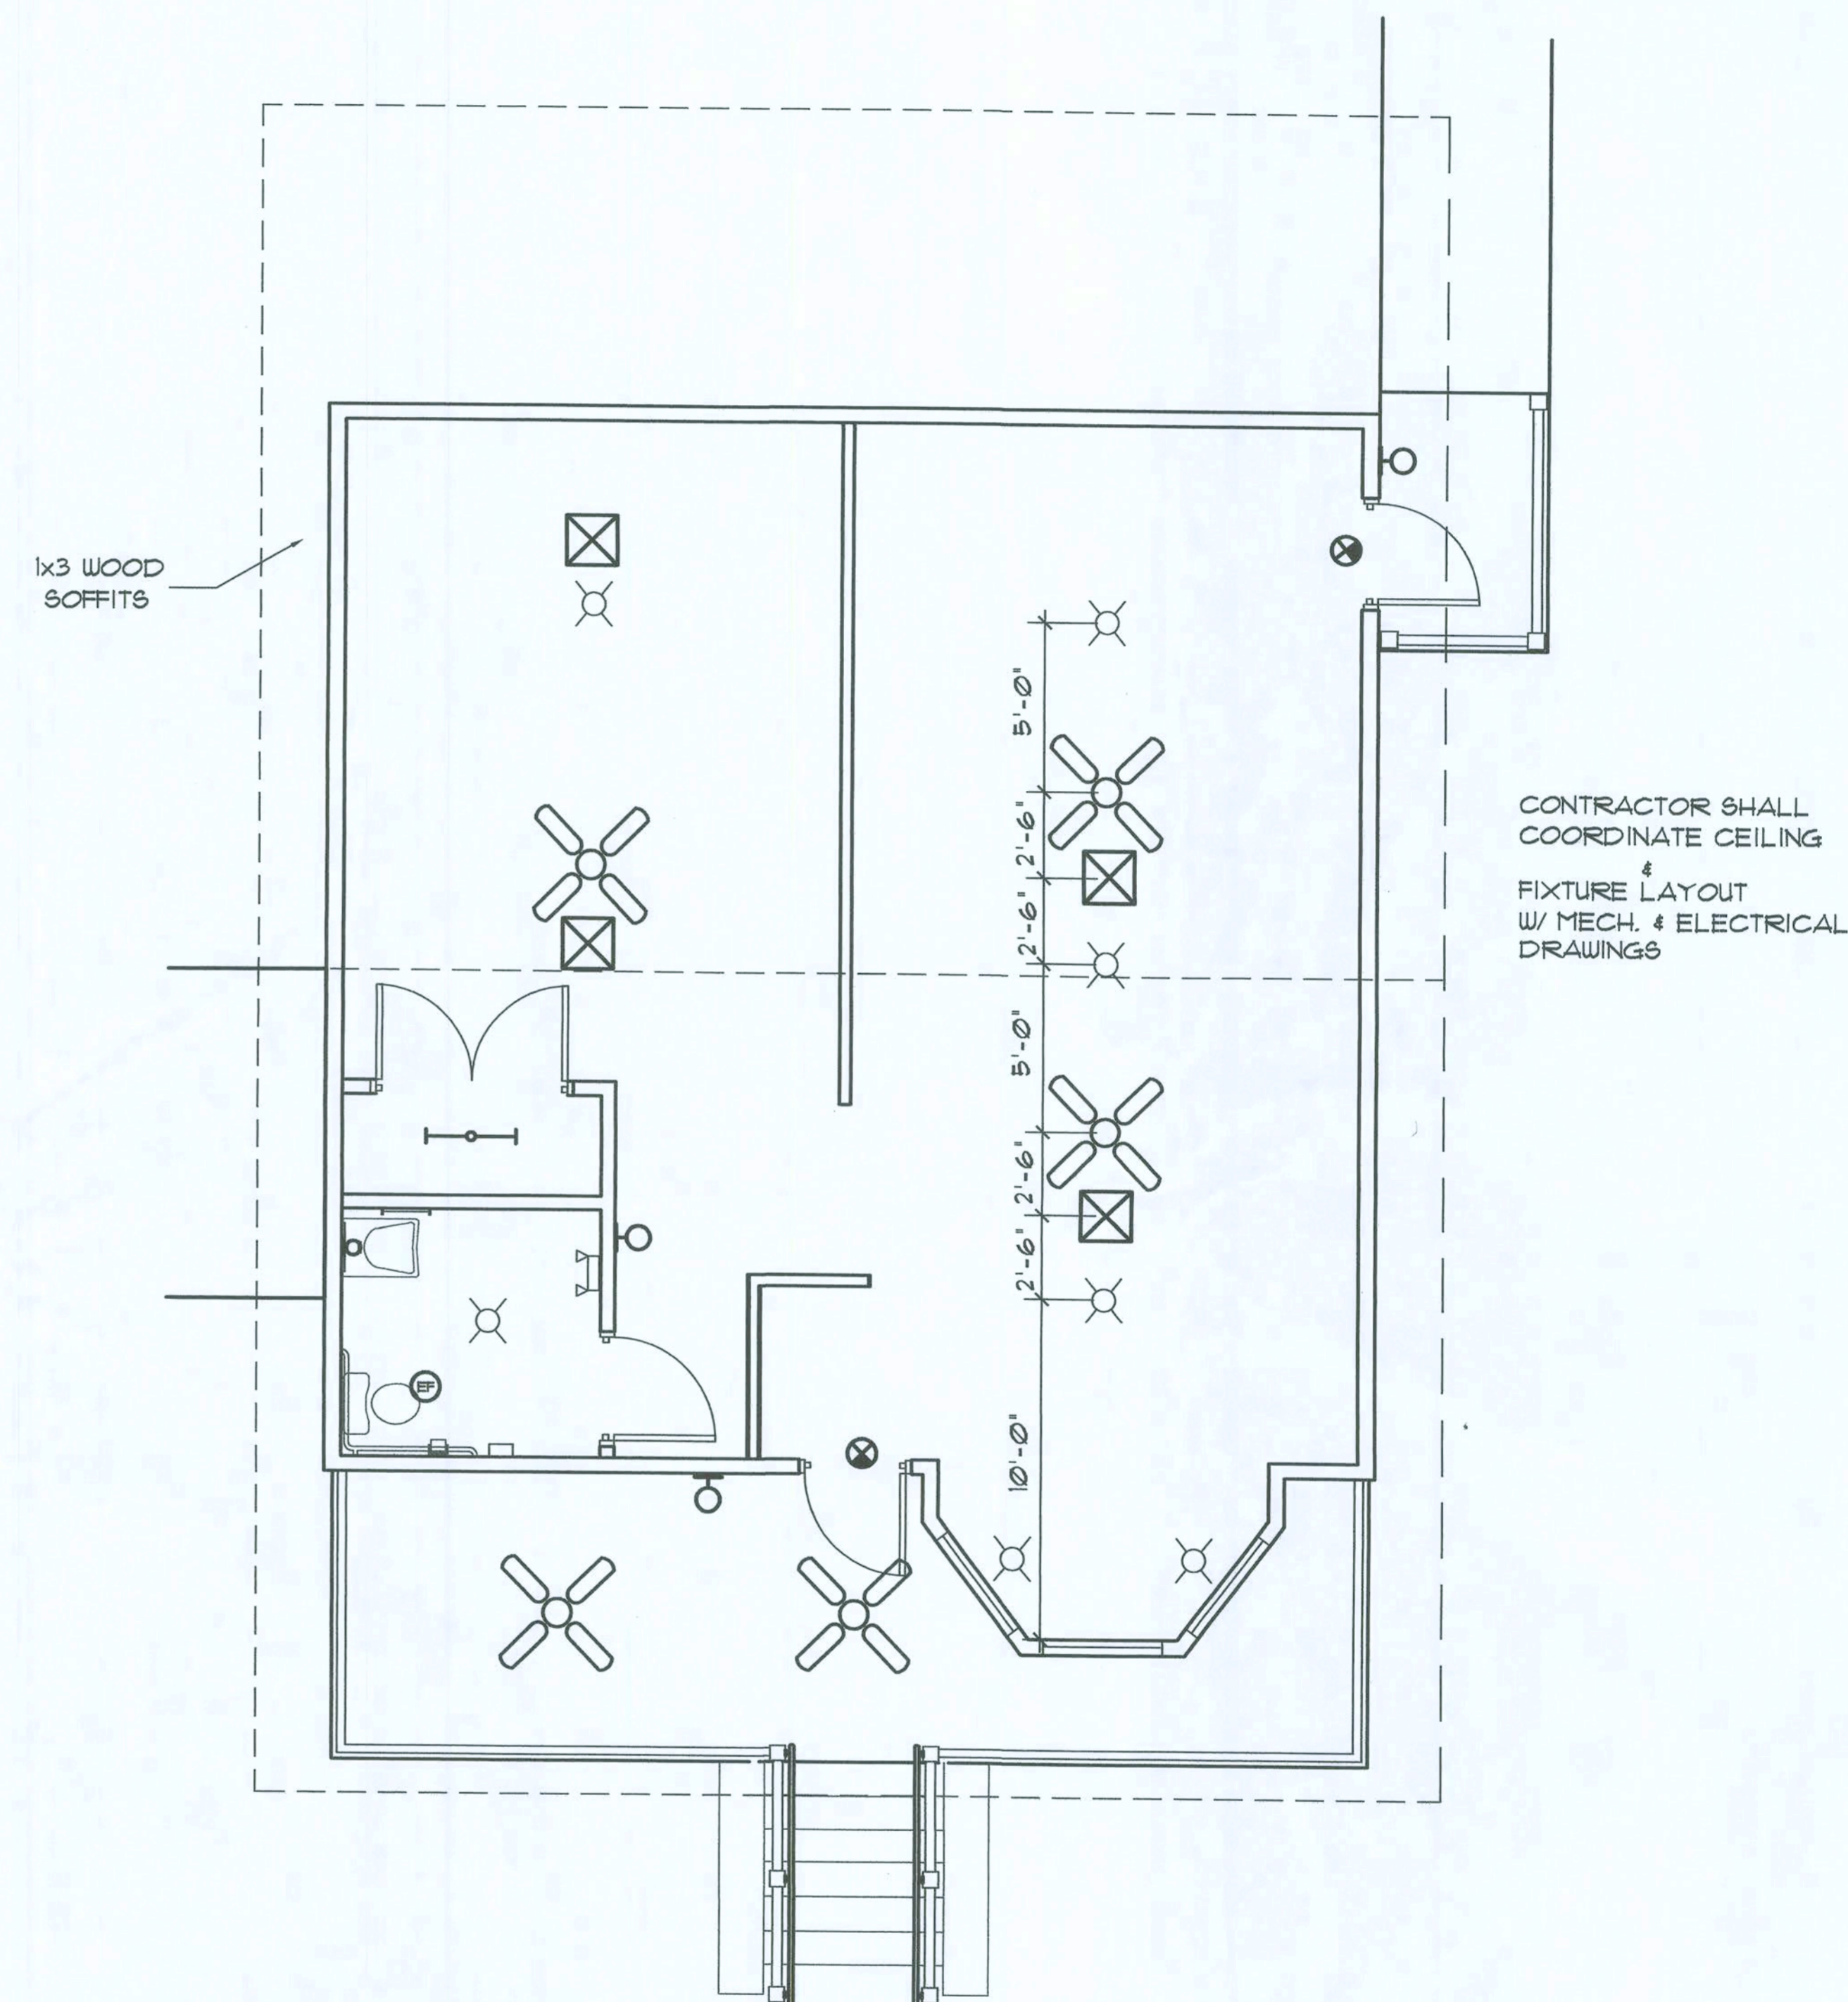 1x3 WOOD
SOFFITS
5'-0"
2'-6"
2'-6"
5'-0"
2'-6"
2'-6"
10'-0"
EF
CONTRACTOR SHALL
COORDINATE CEILING
&
FIXTURE LAYOUT
W/ MECH. & ELECTRICAL
DRAWINGS